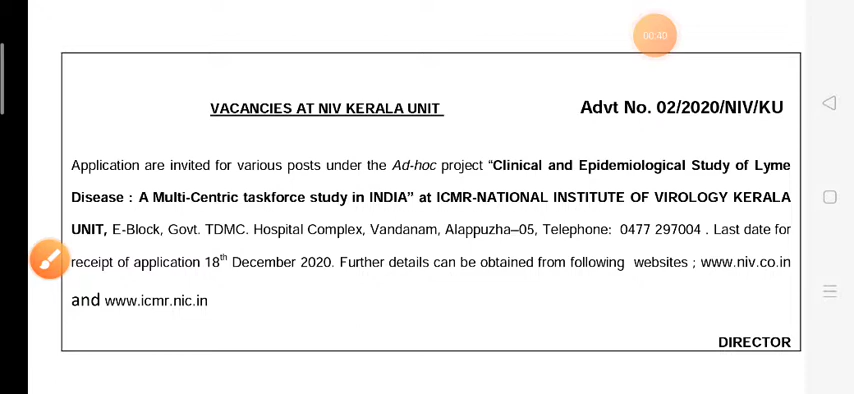 00:40
VACANCIES AT NIV KERALA UNIT Advt No. 02/2020/NIV/KU
Application are invited for various posts under the Ad-hoc project “Clinical and Epidemiological Study of Lyme
Disease : A Multi-Centric taskforce study in INDIA” at ICMR-NATIONAL INSTITUTE OF VIROLOGY KERALA
UNIT, E-Block, Govt. TDMC. Hospital Complex, Vandanam, Alappuzha–05, Telephone: 0477 297004 . Last date for
receipt of application 18th December 2020. Further details can be obtained from following websites ; www.niv.co.in
and www.icmr.nic.in
DIRECTOR